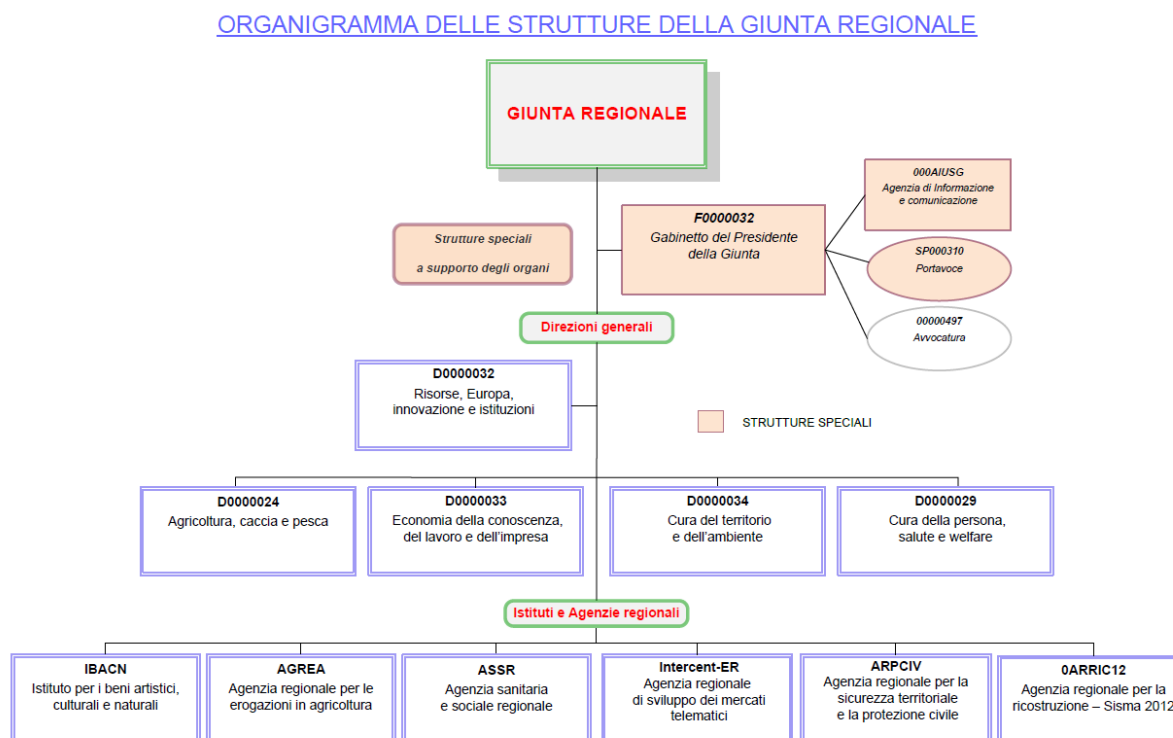 ORGANIGRAMMA DELLE STRUTTURE DELLA GIUNTA REGIONALE
GIUNTA REGIONALE
000AIUSG
Agenzia di Informazione
e comunicazione
F0000032
Gabinetto del Presidente
della Giunta
Strutture speciali
a supporto degli organi
SP000310
Portavoce
00000497
Avvocatura
Direzioni generali
D0000032
Risorse, Europa,
innovazione e istituzioni
STRUTTURE SPECIALI
D0000024
Agricoltura, caccia e pesca
D0000033
Economia della conoscenza,
del lavoro e dell'impresa
D0000034
Cura del territorio
e dell'ambiente
D0000029
Cura della persona,
salute e welfare
Istituti e Agenzie regionali
IBACN
Istituto per i beni artistici,
culturali e naturali
AGREA
Agenzia regionale per le
erogazioni in agricoltura
ASSR
Agenzia sanitaria
e sociale regionale
Intercent-ER
Agenzia regionale
di sviluppo dei mercati
telematici
ARPCIV
Agenzia regionale per la
sicurezza territoriale
e la protezione civile
0ARRIC12
Agenzia regionale per la
ricostruzione – Sisma 2012